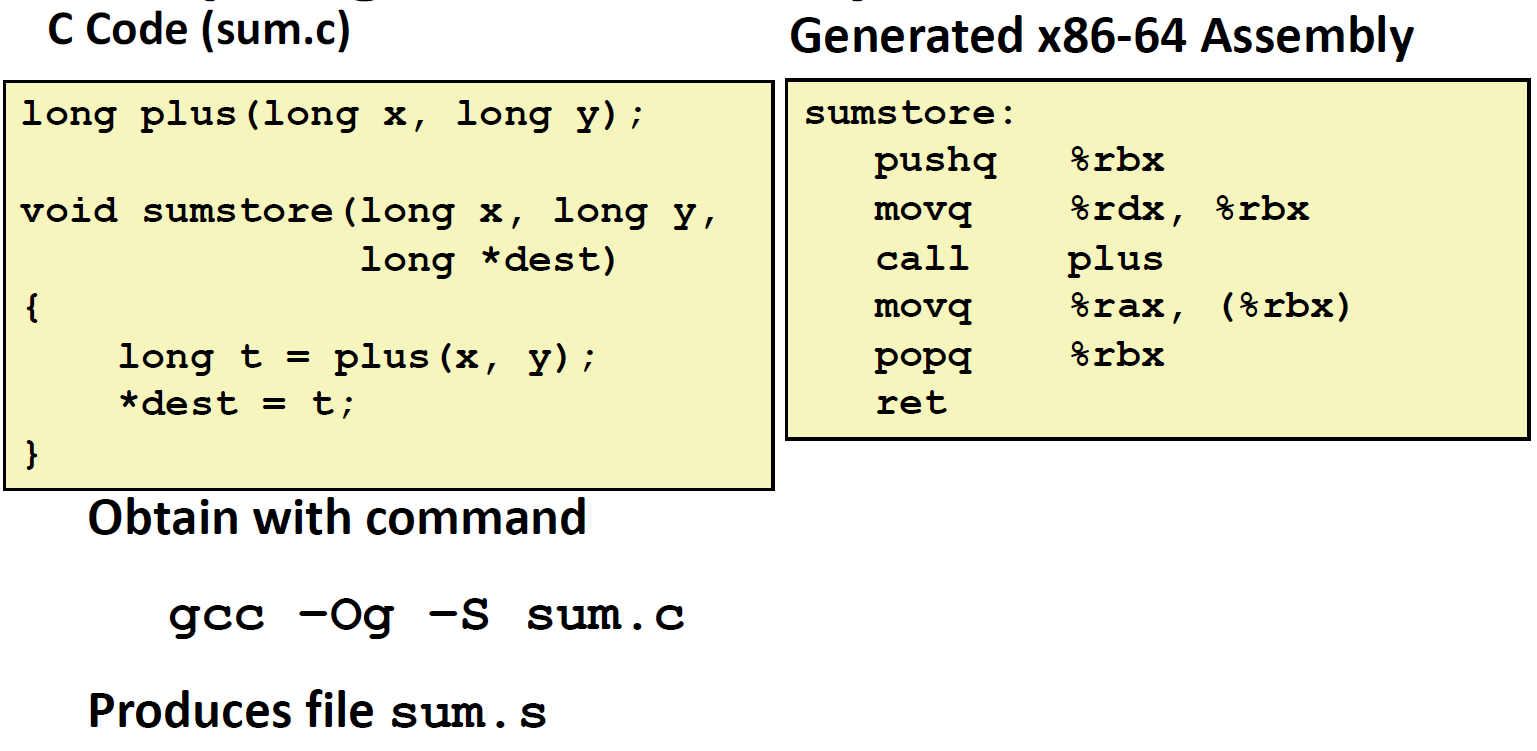 C Code (sum.c)
long plus(long x, long y);
void sumstore(long x, long y,
long *dest)
{
long t = plus(x, y);
*dest = t;
}
Generated x86-64 Assembly
sumstore:
pushq %rbx
movq %rdx, %rbx
call plus
movq %rax, (%rbx)
popq %rbx
ret
Obtain with command
gcc –Og –S sum.c
Produces file sum.s